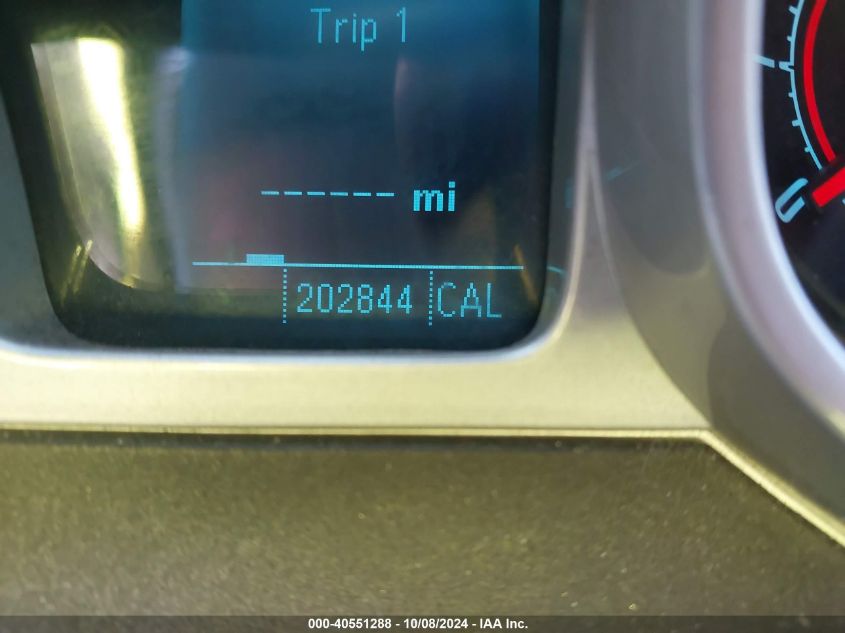 Trip 1
------ mi
202844 CAL
000-40551288 - 10/08/2024 - IAA Inc.